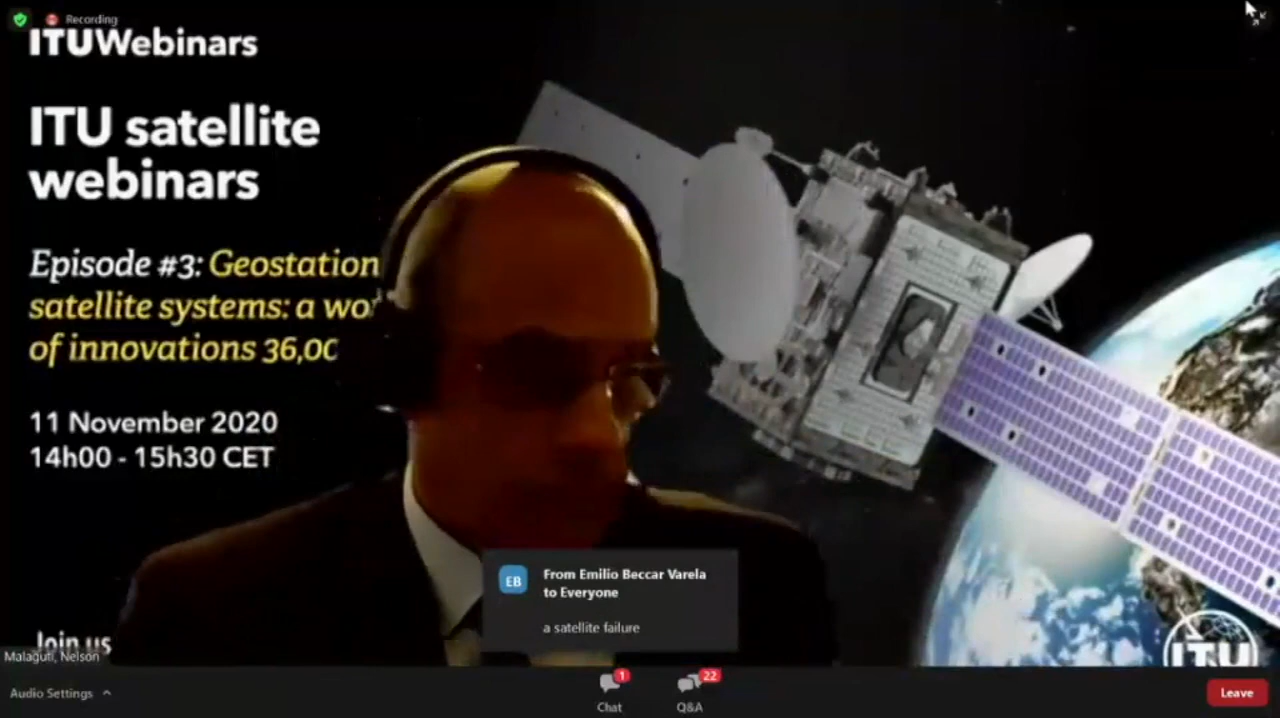 Recording
ITUWebinars
ITU satellite
webinars
Episode #3: Geostation
satellite systems: a wo
of innovations 36,00
11 November 2020
14h00 - 15h30 CET
Join us
Malaguti, Nelson
EB
From Emilio Beccar Varela
to Everyone
a satellite failure
ITU
Audio Settings
1
Chat
22
Q&A
Leave